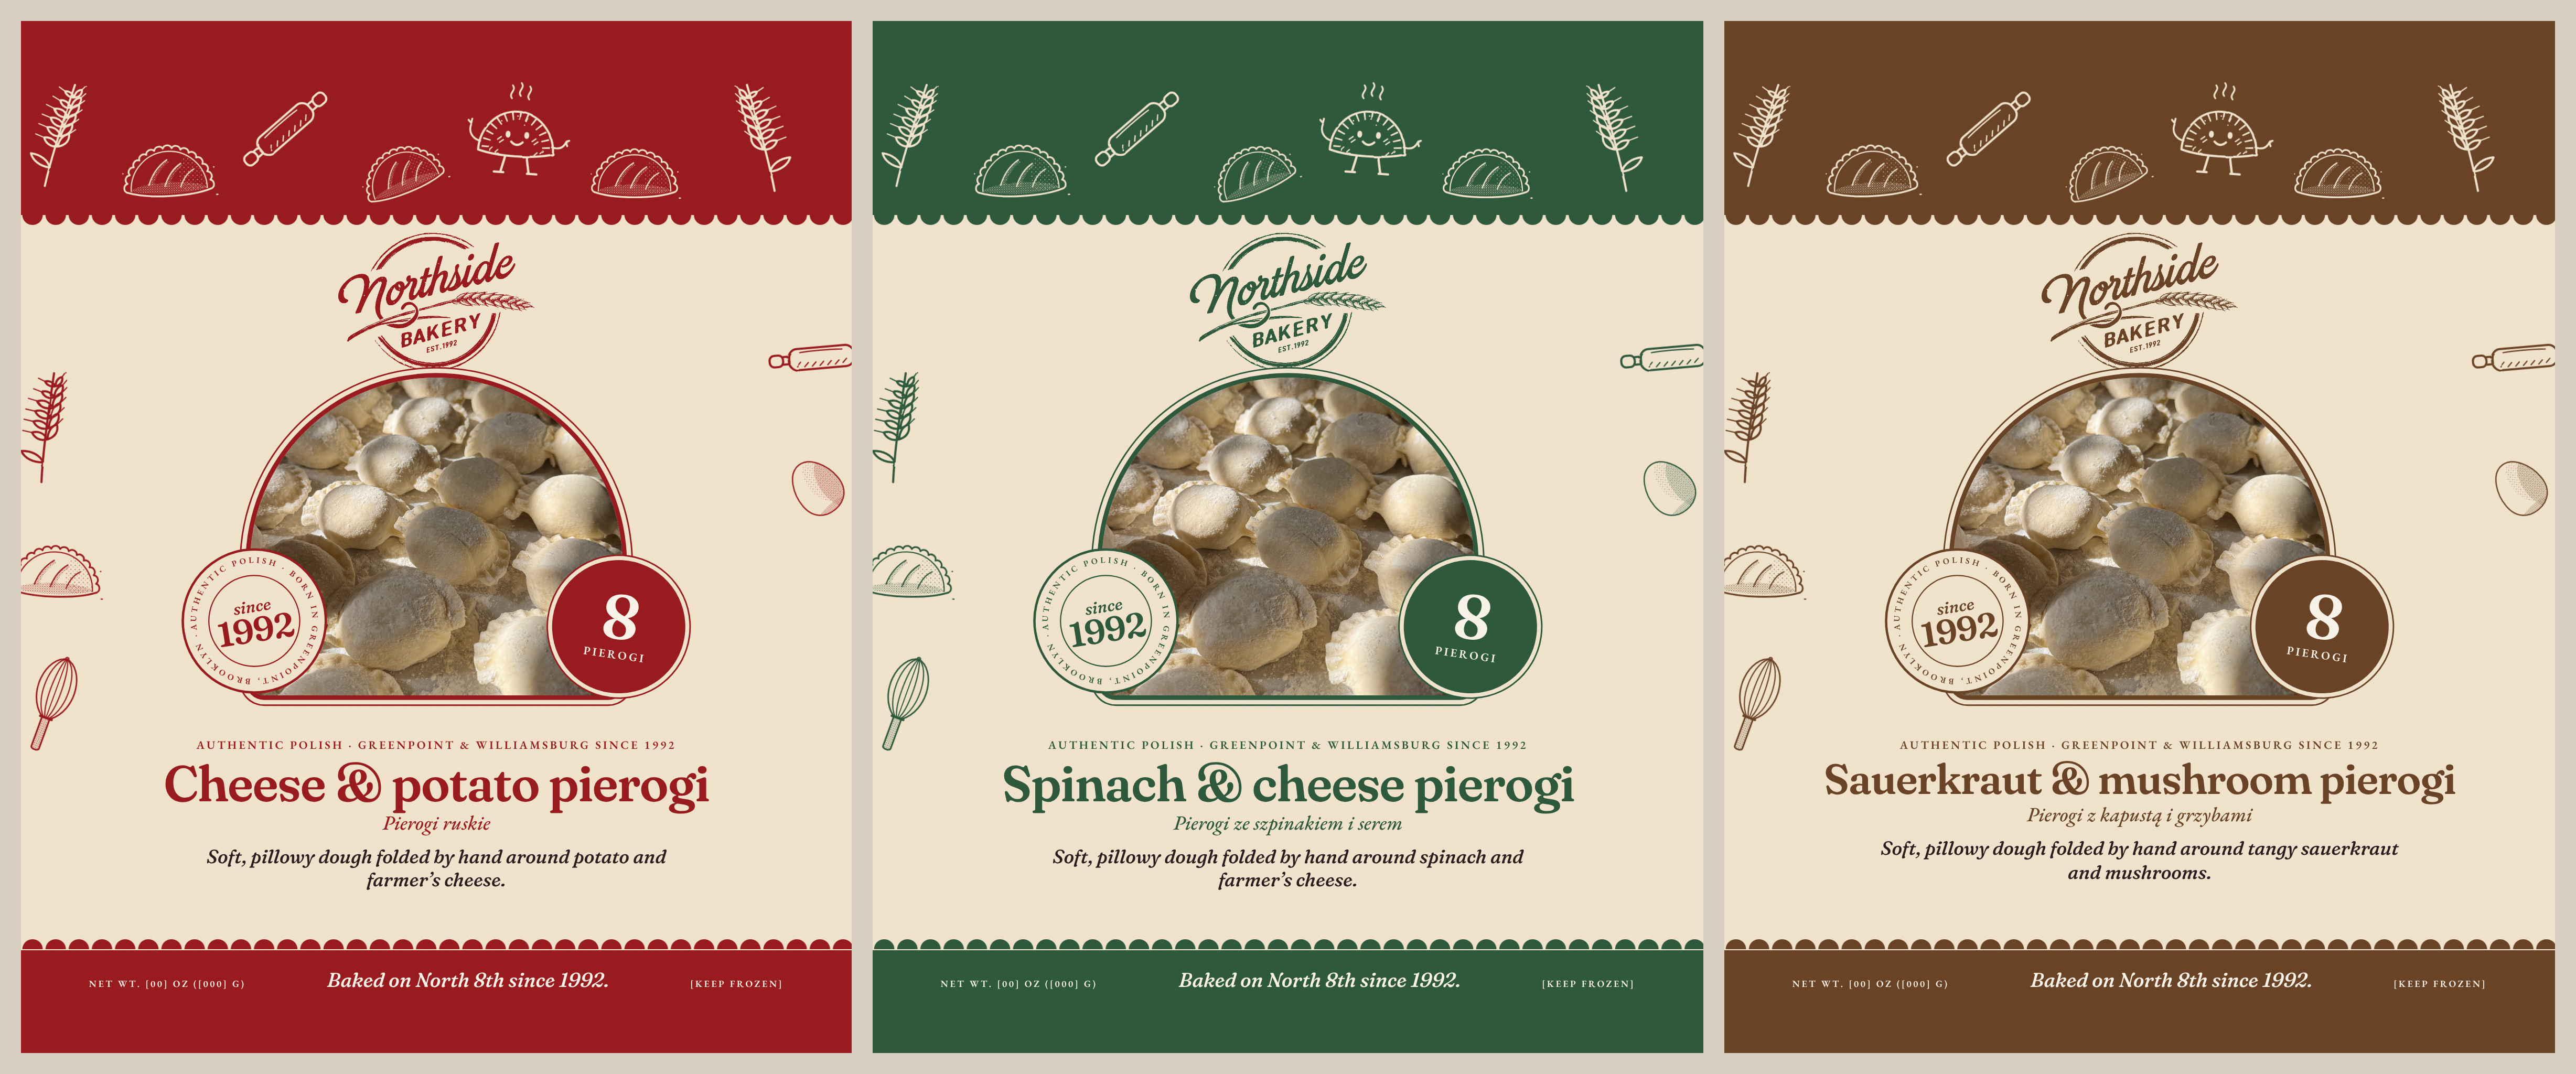 Northside
BAKERY
EST.1992
AUTHENTIC POLISH · BORN IN GREENPOINT, BROOKLYN ·
since
1992
8
PIEROGI
AUTHENTIC POLISH · GREENPOINT & WILLIAMSBURG SINCE 1992
Cheese & potato pierogi
Pierogi ruskie
Soft, pillowy dough folded by hand around potato and
farmer’s cheese.
NET WT. [00] OZ ([000] G)
Baked on North 8th since 1992.
[KEEP FROZEN]
Northside
BAKERY
EST.1992
AUTHENTIC POLISH · BORN IN GREENPOINT, BROOKLYN ·
since
1992
8
PIEROGI
AUTHENTIC POLISH · GREENPOINT & WILLIAMSBURG SINCE 1992
Spinach & cheese pierogi
Pierogi ze szpinakiem i serem
Soft, pillowy dough folded by hand around spinach and
farmer’s cheese.
NET WT. [00] OZ ([000] G)
Baked on North 8th since 1992.
[KEEP FROZEN]
Northside
BAKERY
EST.1992
AUTHENTIC POLISH · BORN IN GREENPOINT, BROOKLYN ·
since
1992
8
PIEROGI
AUTHENTIC POLISH · GREENPOINT & WILLIAMSBURG SINCE 1992
Sauerkraut & mushroom pierogi
Pierogi z kapustą i grzybami
Soft, pillowy dough folded by hand around tangy sauerkraut
and mushrooms.
NET WT. [00] OZ ([000] G)
Baked on North 8th since 1992.
[KEEP FROZEN]